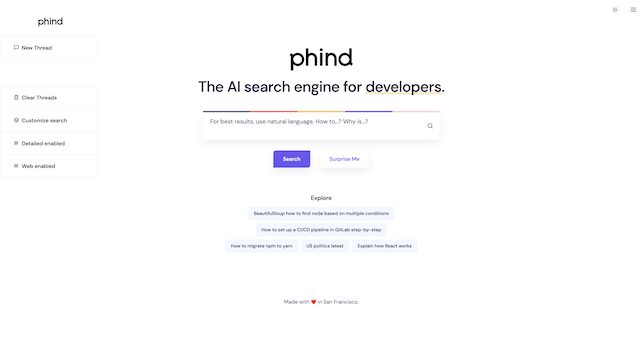 phind
New Thread
Clear Threads
Customize search
Detailed enabled
Web enabled
phind
The AI search engine for developers.
For best results, use natural language. How to..? Why is...?
Search
Surprise Me
Explore
BeautifulSoup how to find node based on multiple conditions
How to set up a CI/CD pipeline in GitLab step-by-step
How to migrate npm to yarn
US politics latest
Explain how React works
Made with ❤️ in San Francisco.